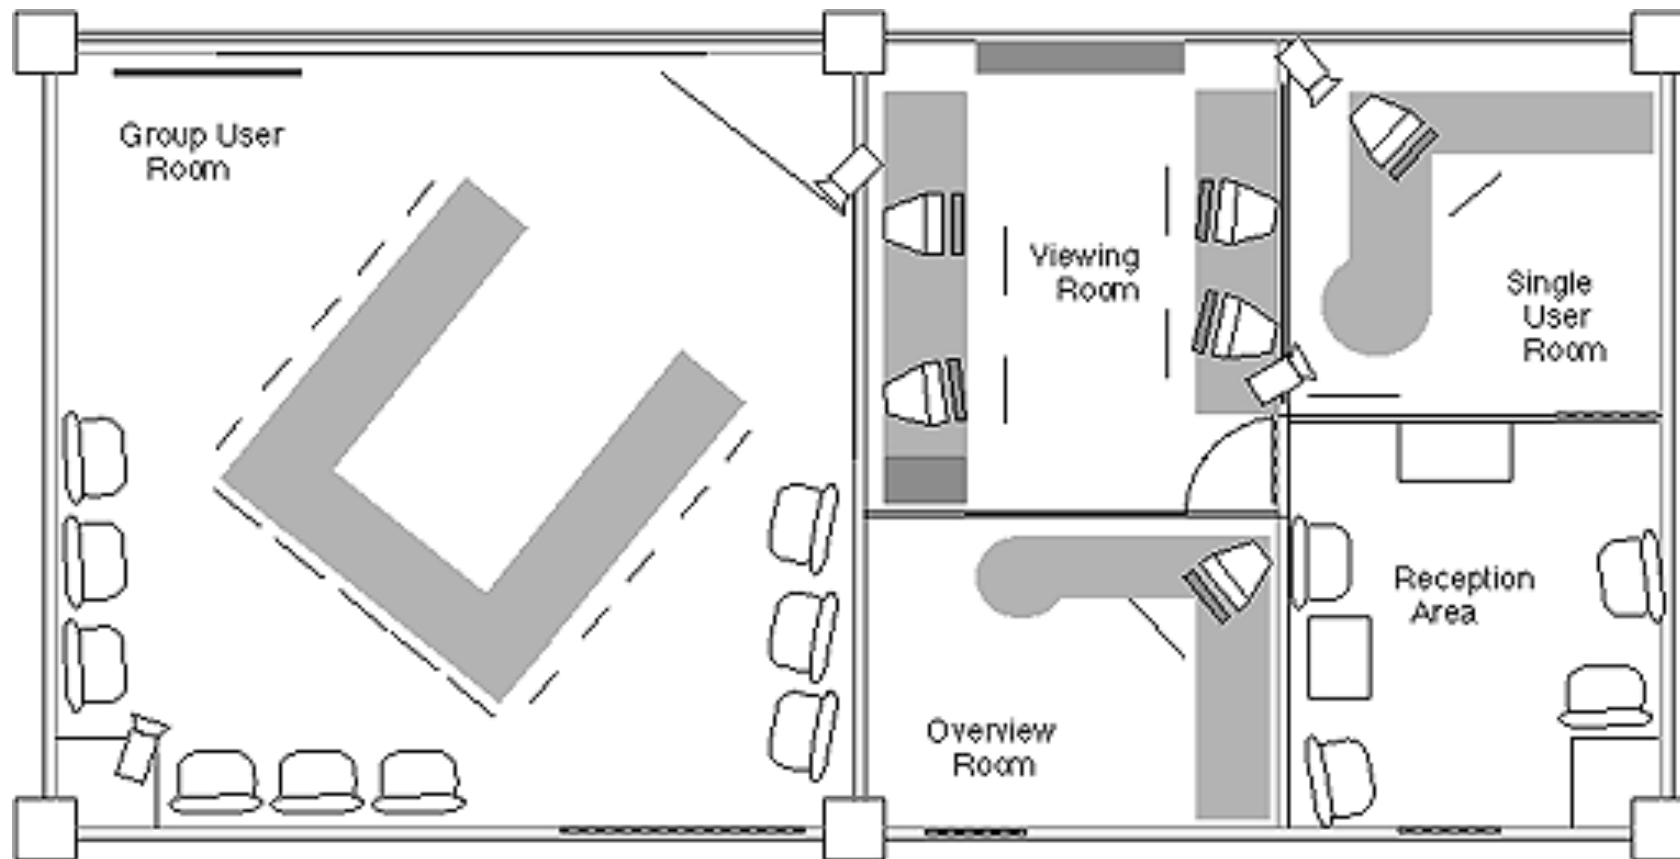 Group User
Room
Viewing
Room
Single
User
Room
Reception
Area
Overview
Room